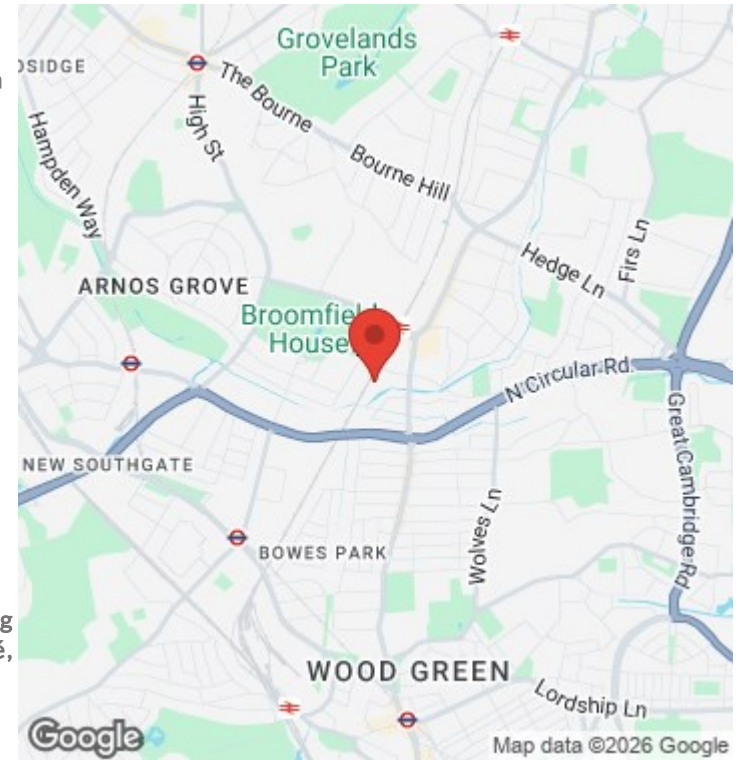 Grovelands
Park
OSIDGE
The Bourne
High St
Bourne Hill
Hampden Way
Hedge Ln
Firs Ln
ARNOS GROVE
Broomfield
House
N Circular Rd.
Great Cambridge Rd
NEW SOUTHGATE
Wolves Ln
BOWES PARK
WOOD GREEN
Lordship Ln
Google
Map data ©2026 Google